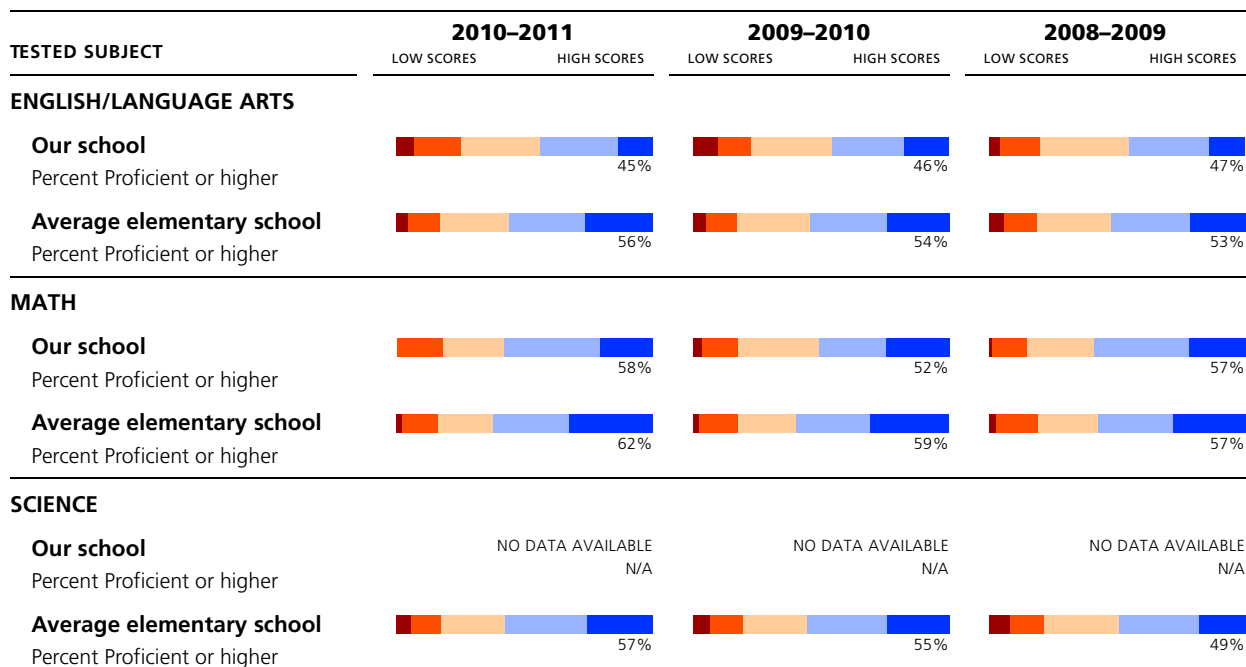 TESTED SUBJECT
2010–2011
LOW SCORES HIGH SCORES
2009–2010
LOW SCORES HIGH SCORES
2008–2009
LOW SCORES HIGH SCORES
ENGLISH/LANGUAGE ARTS
Our school
Percent Proficient or higher
45% 46% 47%
Average elementary school
Percent Proficient or higher
56% 54% 53%
MATH
Our school
Percent Proficient or higher
58% 52% 57%
Average elementary school
Percent Proficient or higher
62% 59% 57%
SCIENCE
Our school
Percent Proficient or higher
NO DATA AVAILABLE NO DATA AVAILABLE NO DATA AVAILABLE
N/A N/A N/A
Average elementary school
Percent Proficient or higher
57% 55% 49%